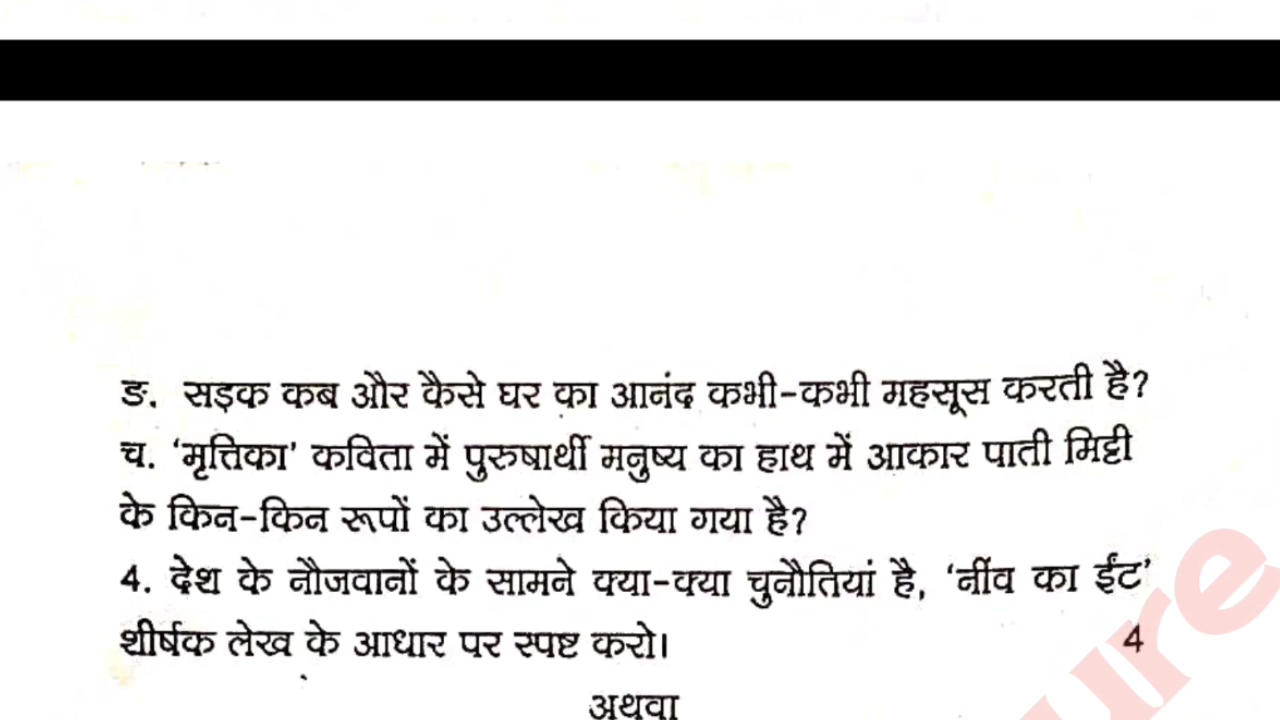 ङ. सड़क कब और कैसे घर का आनंद कभी-कभी महसूस करती है?
च. ‘मृत्तिका’ कविता में पुरुषार्थी मनुष्य का हाथ में आकार पाती मिट्टी
के किन-किन रूपों का उल्लेख किया गया है?
4. देश के नौजवानों के सामने क्या-क्या चुनौतियां है, ‘नींव का ईंट’
शीर्षक लेख के आधार पर स्पष्ट करो। 4
अथवा
ure